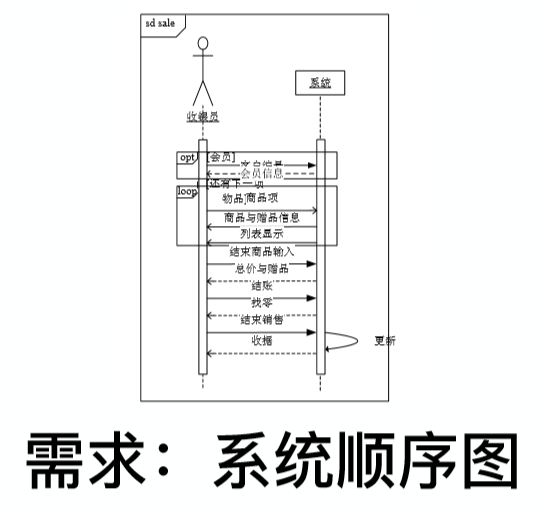 sd sale
系统
收银员
opt [会员]
客户编号
会员信息
[还有下一项
loop
物品]商品项
商品与赠品信息
列表显示
结束商品输入
总价与赠品
结账
找零
结束销售
收据
更新
需求：系统顺序图